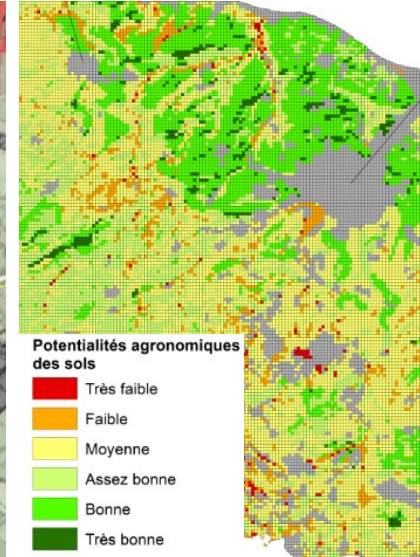 Potentialités agronomiques
des sols
Très faible
Faible
Moyenne
Assez bonne
Bonne
Très bonne